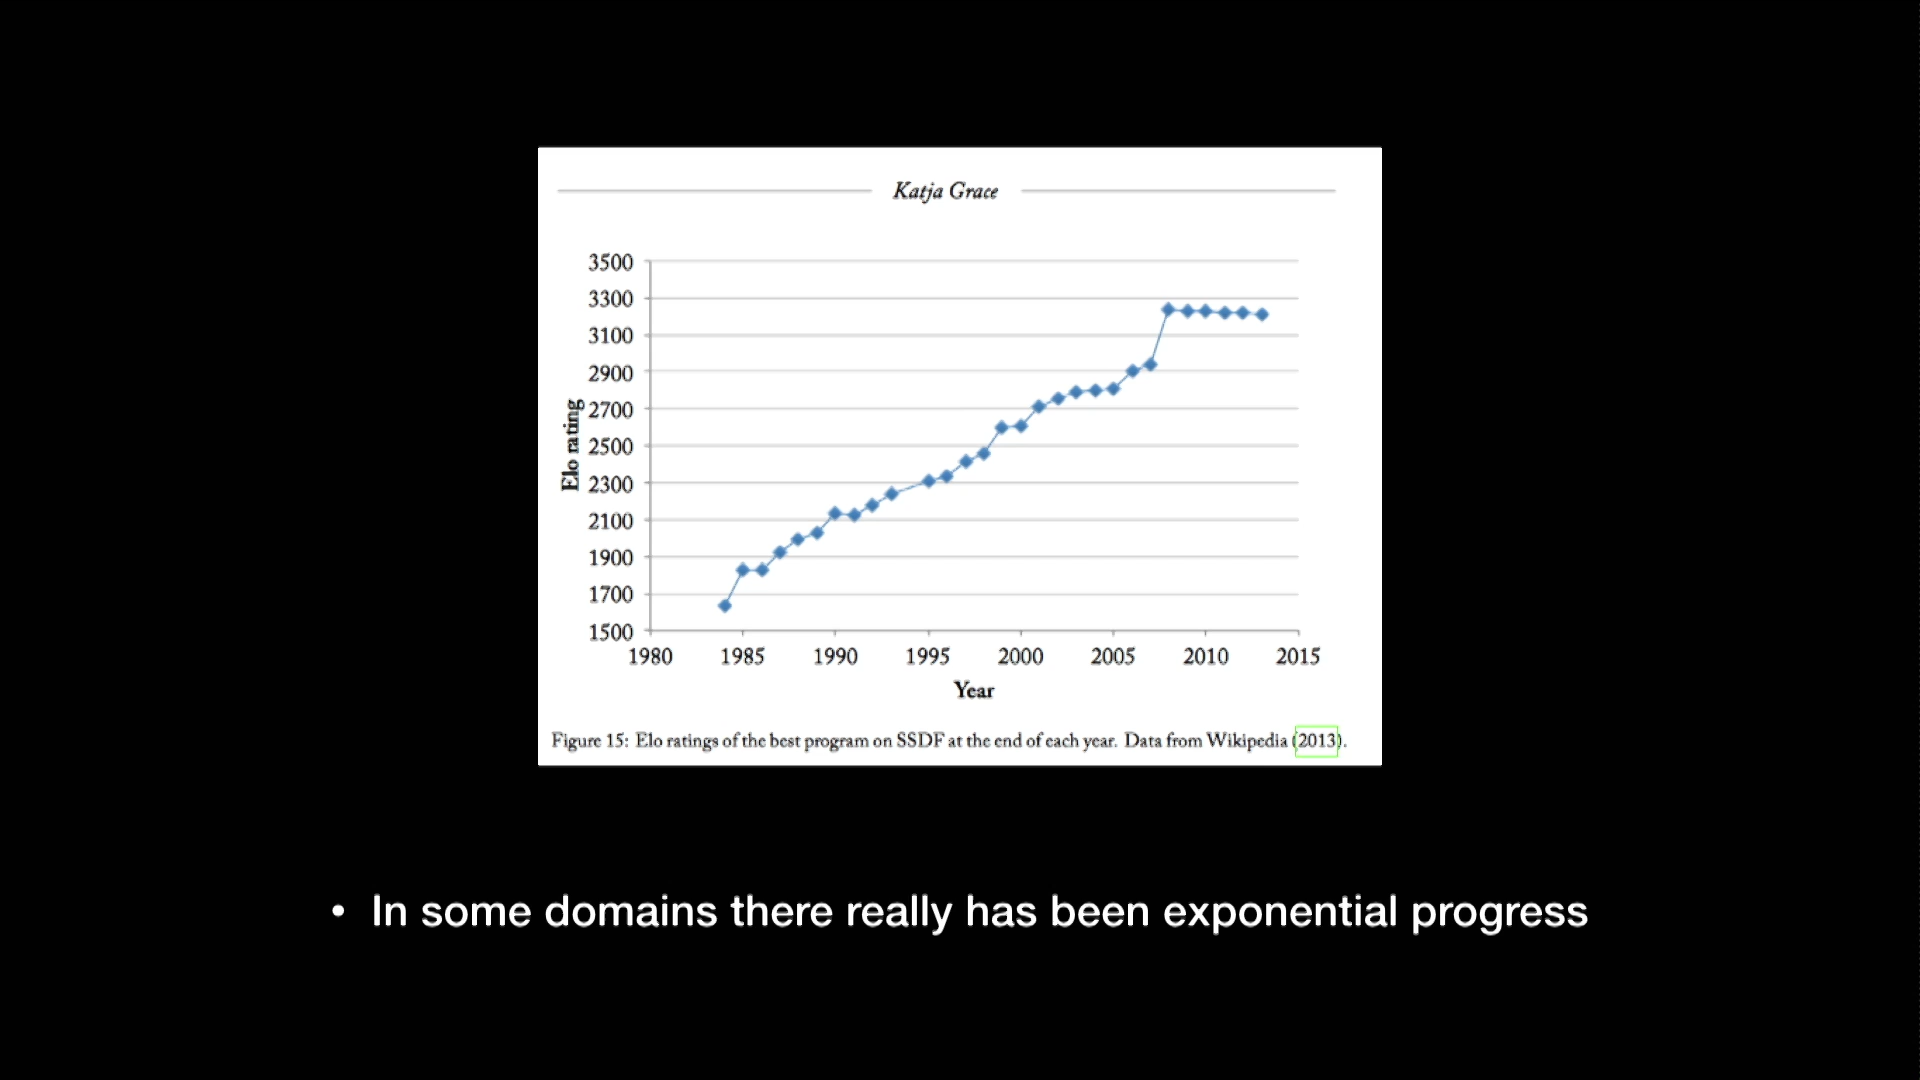 Katja Grace
3500
3300
3100
2900
2700
2500
2300
2100
1900
1700
1500
Elo rating
1980 1985 1990 1995 2000 2005 2010 2015
Year
Figure 15: Elo ratings of the best program on SSDF at the end of each year. Data from Wikipedia (2013).
• In some domains there really has been exponential progress